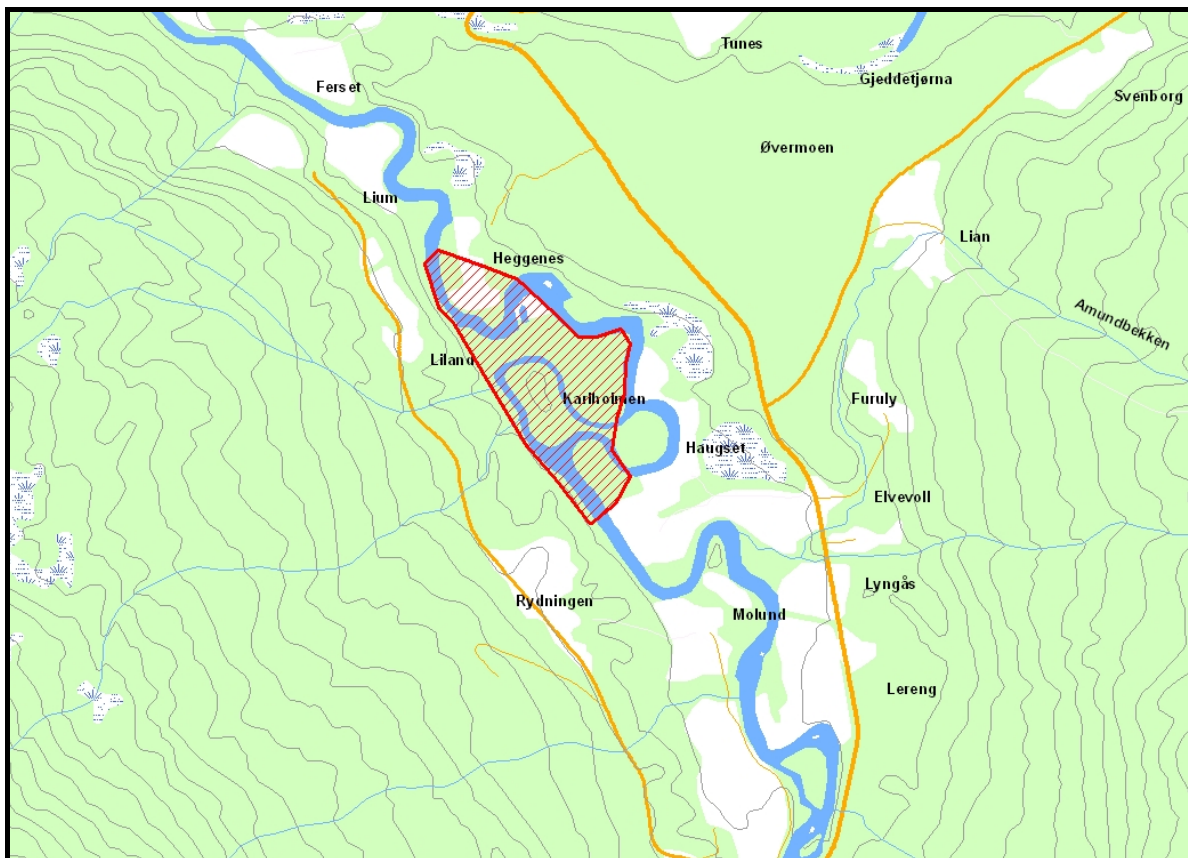 Tunes
Gjeddetjørna
Ferset
Svenborg
Øvermoen
Lium
Lian
Heggenes
Amundbekken
Liland
Karlholmen
Furuly
Haugset
Elvevoll
Lyngås
Rydningen
Molund
Lereng